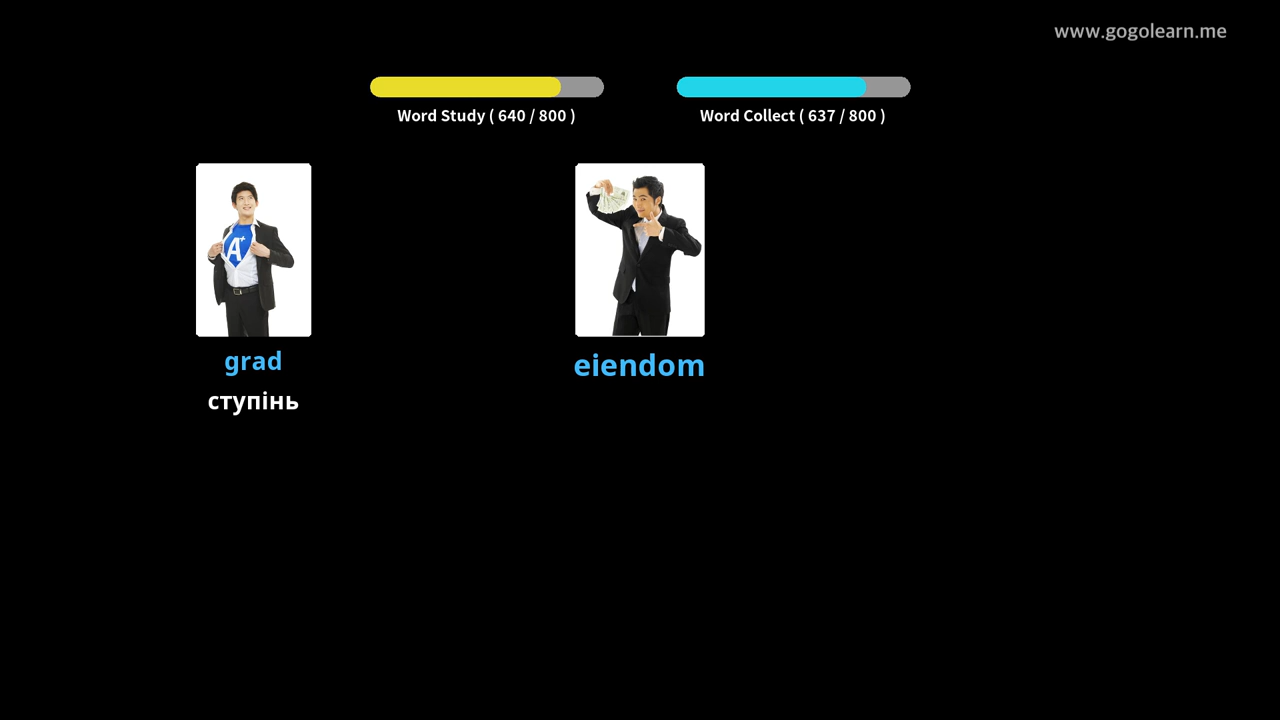 www.gogolearn.me
Word Study ( 640 / 800 )
Word Collect ( 637 / 800 )
A+
grad
ступінь
eiendom